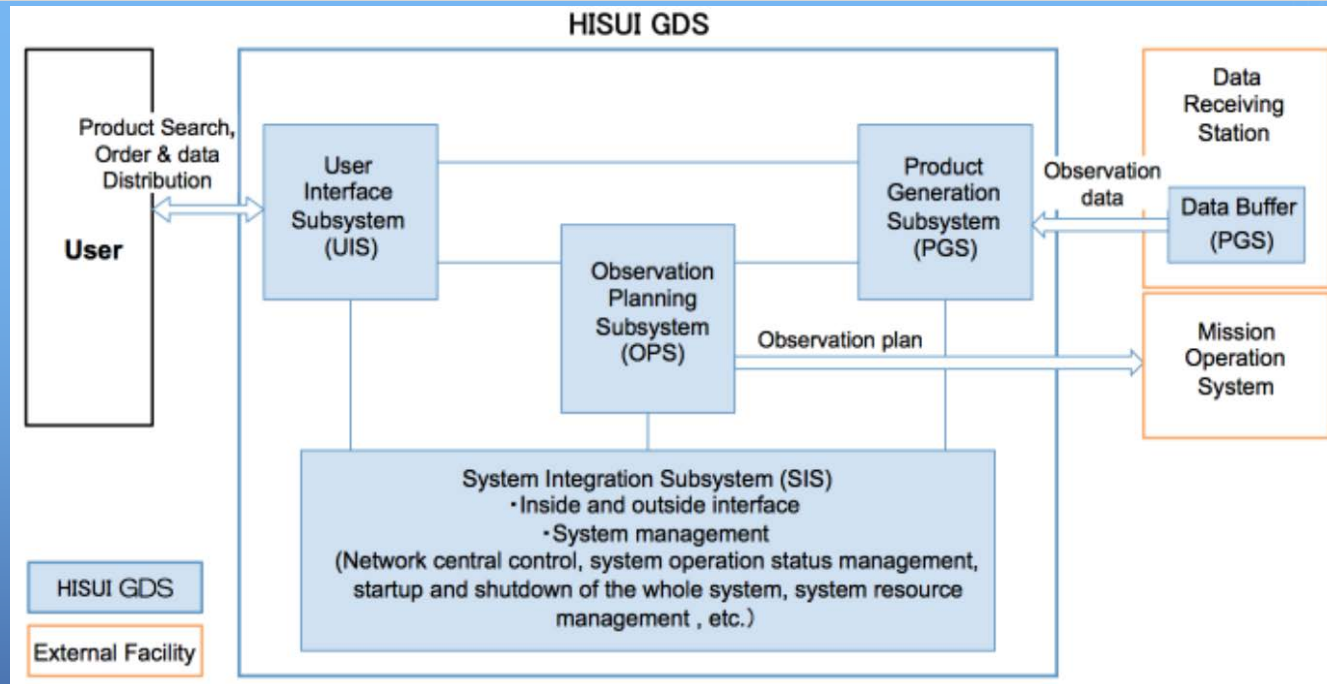 HISUI GDS
User
Product Search,
Order & data
Distribution
User
Interface
Subsystem
(UIS)
Observation
Planning
Subsystem
(OPS)
Product
Generation
Subsystem
(PGS)
Observation
data
Data
Receiving
Station
Data Buffer
(PGS)
Observation plan
Mission
Operation
System
System Integration Subsystem (SIS)
・Inside and outside interface
・System management
(Network central control, system operation status management,
startup and shutdown of the whole system, system resource
management , etc.)
HISUI GDS
External Facility